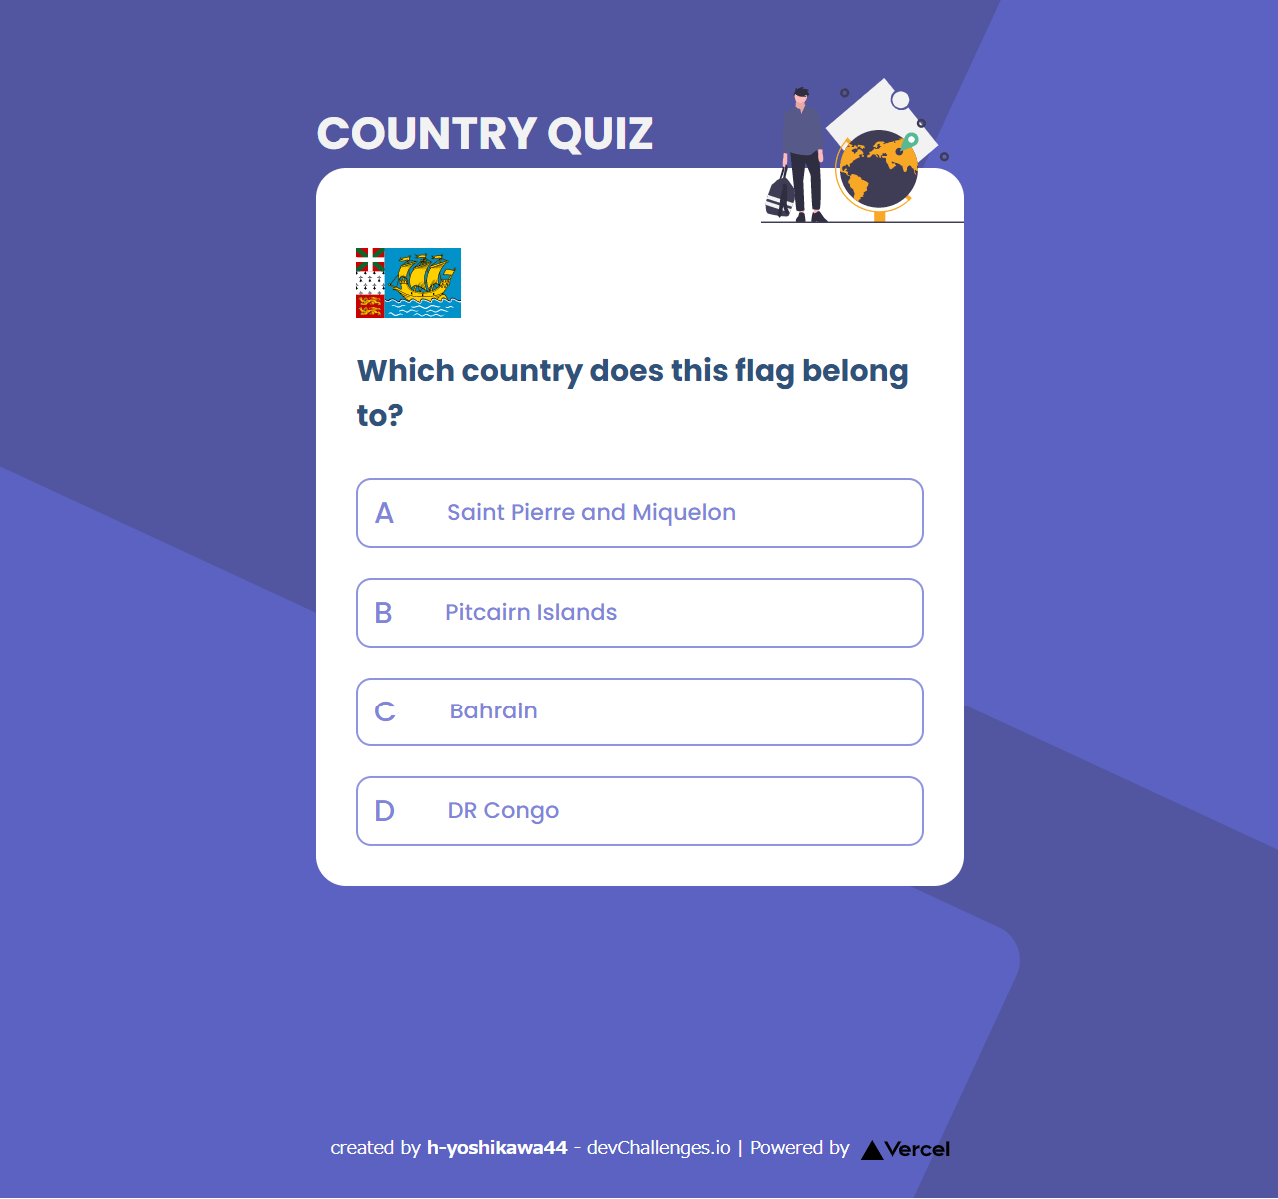 COUNTRY QUIZ
Which country does this flag belong
to?
A Saint Pierre and Miquelon
B Pitcairn Islands
C Bahrain
D DR Congo
created by h-yoshikawa44 - devChallenges.io | Powered by Vercel